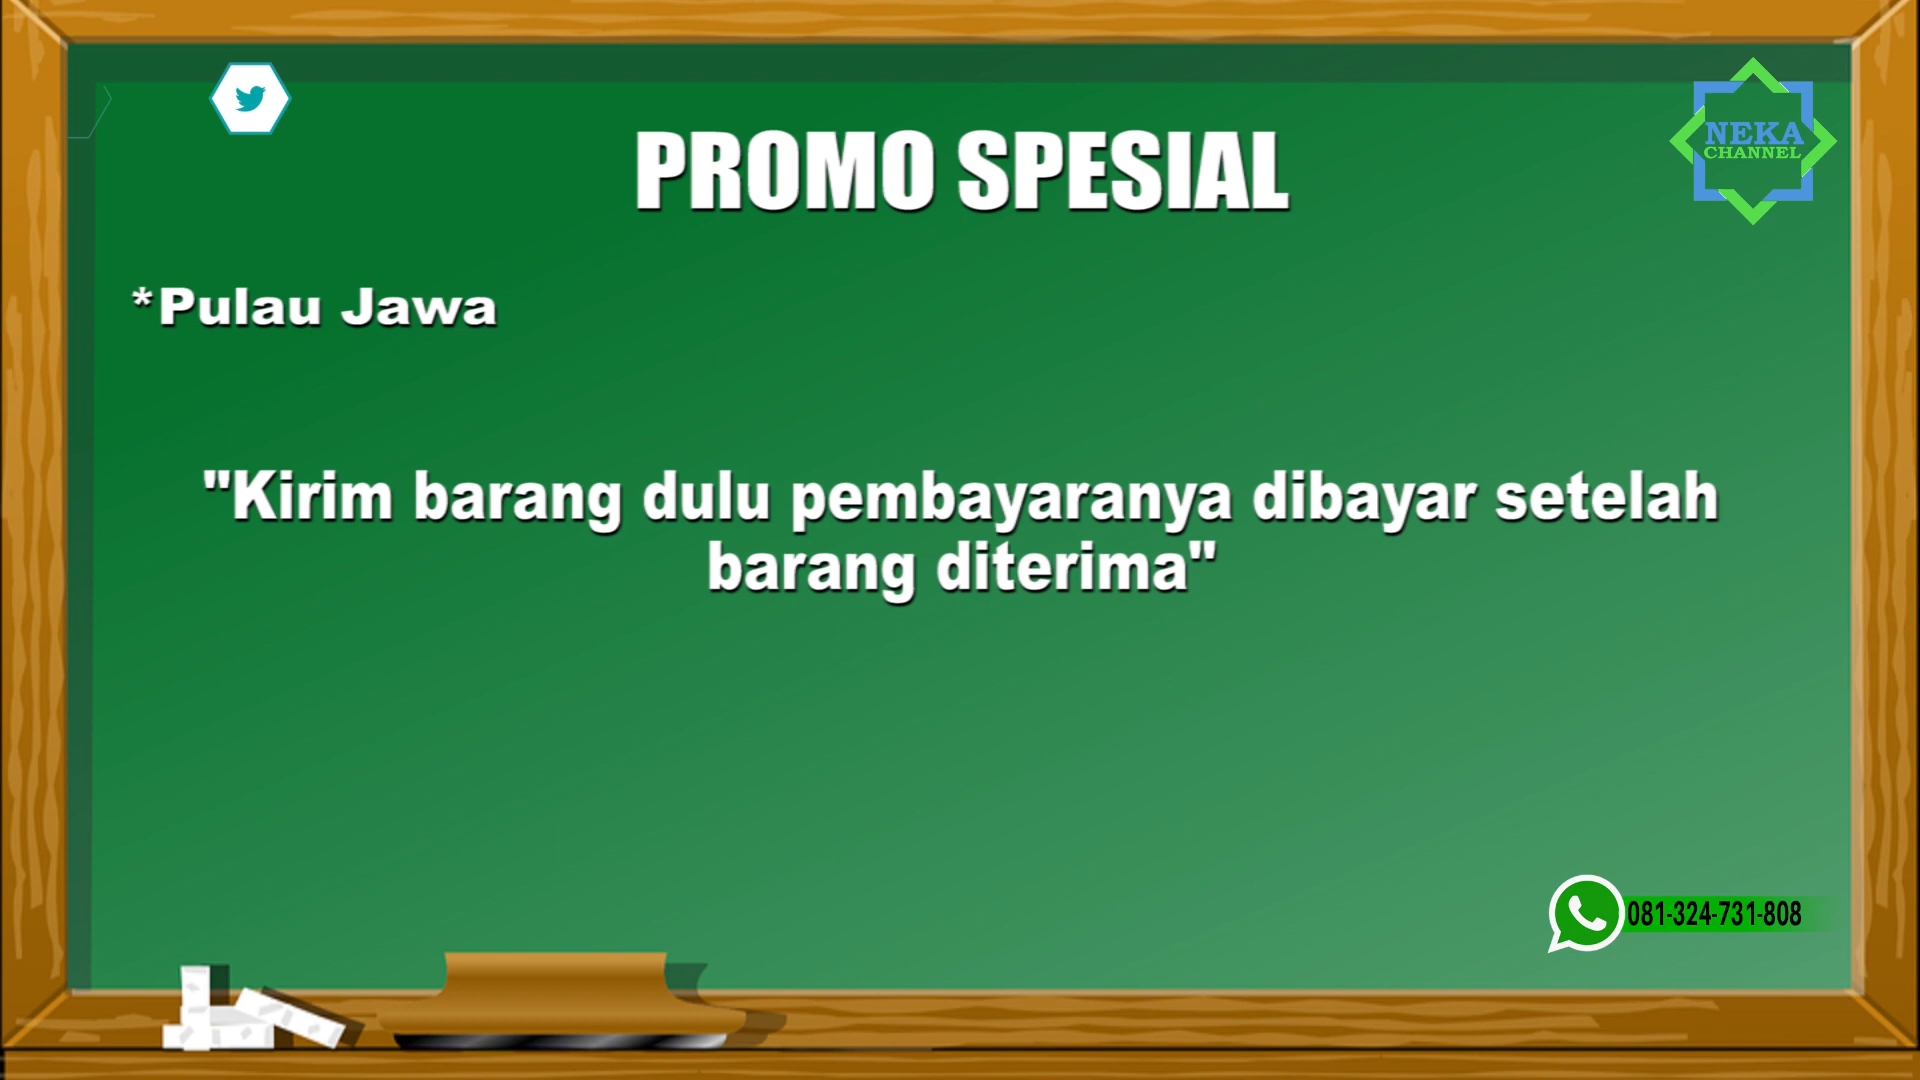 PROMO SPESIAL
NEKA
CHANNEL
*Pulau Jawa
"Kirim barang dulu pembayaranya dibayar setelah
barang diterima"
081-324-731-808